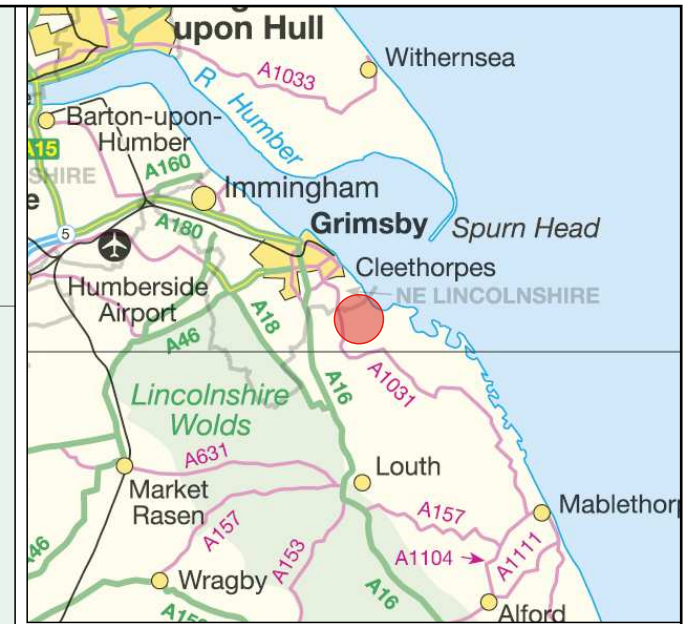 upon Hull
Withernsea
A1033
R Humber
Barton-upon-
Humber
A15
SHIRE
A160
Immingham
A180
5
Grimsby
Spurn Head
Cleethorpes
NE LINCOLNSHIRE
Humberside
Airport
A18
A46
A16
A1031
Lincolnshire
Wolds
A631
Louth
Market
Rasen
A157
A157
Mablethorp
A153
A1104
A1111
A46
Wragby
A16
A15
Alford